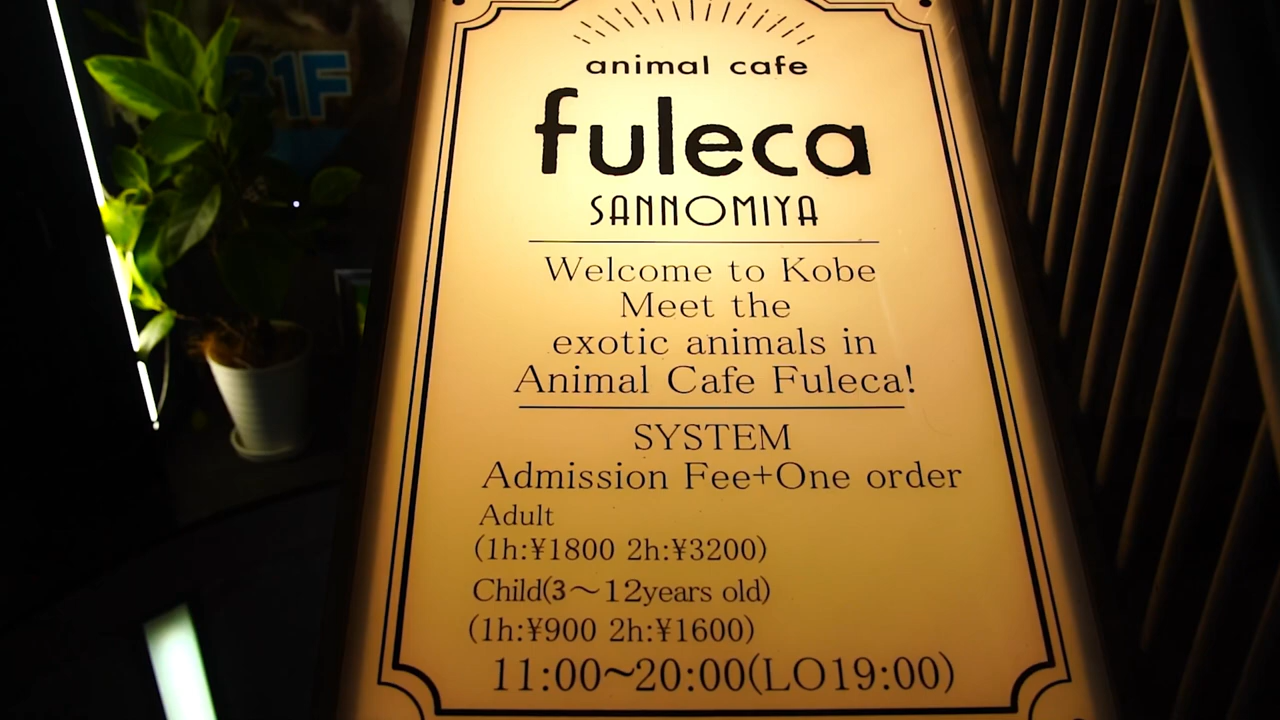 31F
animal cafe
fuleca
SANNOMIYA
Welcome to Kobe
Meet the
exotic animals in
Animal Cafe Fuleca!
SYSTEM
Admission Fee+One order
Adult
(1h:¥1800 2h:¥3200)
Child(3～12years old)
(1h:¥900 2h:¥1600)
11:00~20:00(LO19:00)